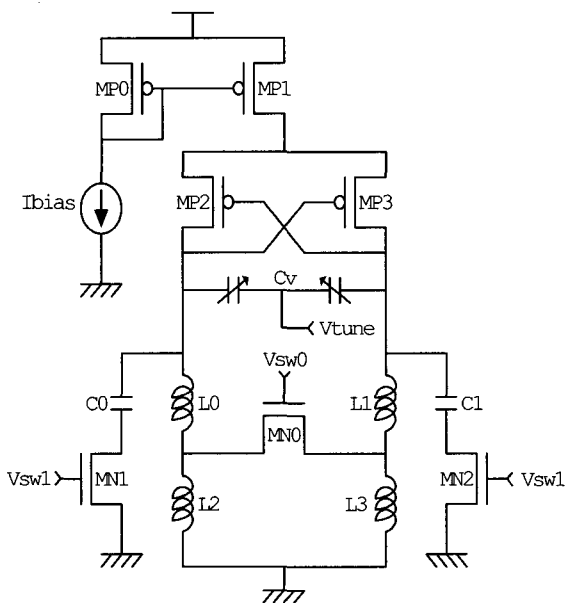 MP0
MP1
Ibias
MP2
MP3
Cv
Vtune
Vsw0
C0
L0
L1
C1
MN0
Vsw1
MN1
MN2
Vsw1
L2
L3